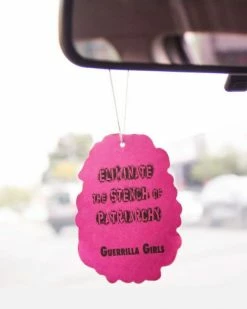 ELIMINATE
THE STENCH OF
PATRIARCHY
GUERRILLA GIRLS